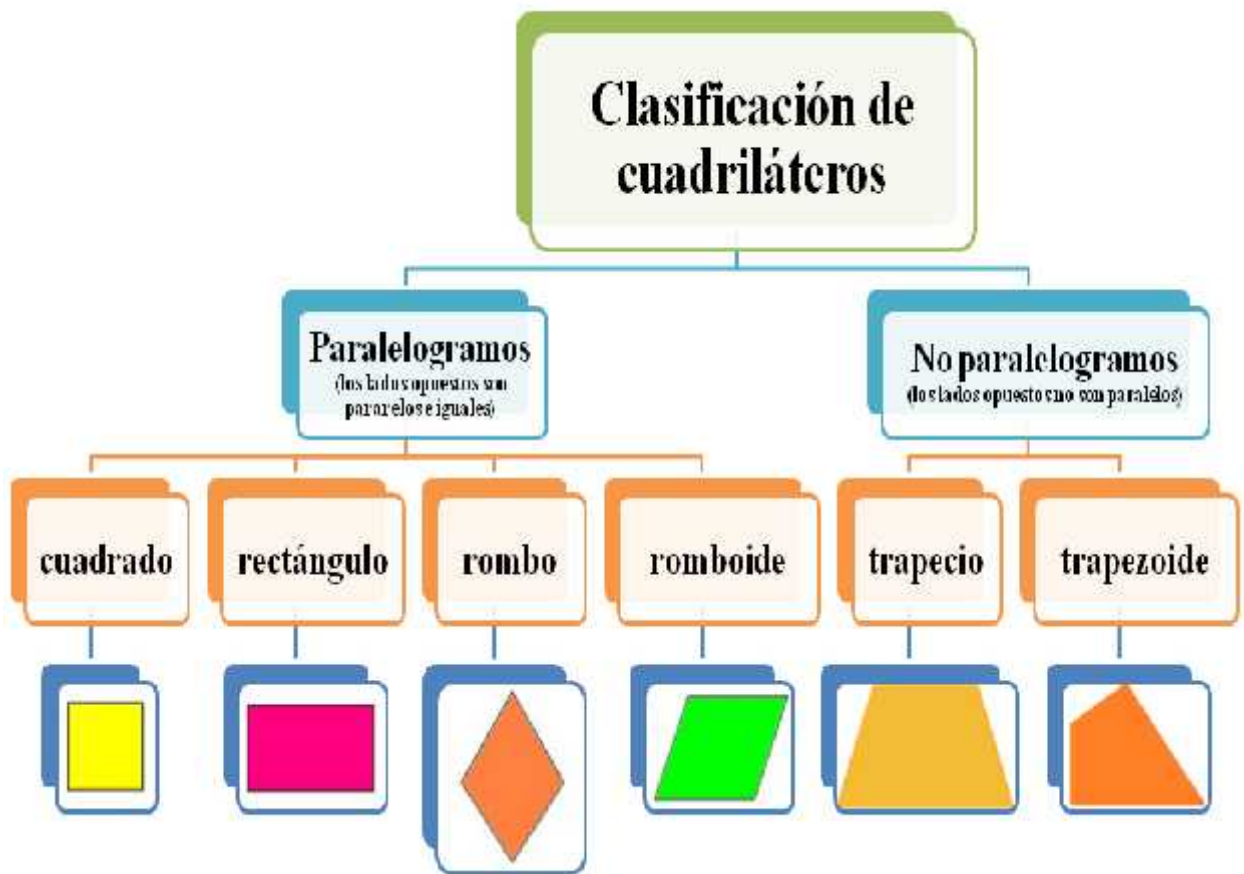 Clasificación de
cuadriláteros
Paralelogramos
(los lados opuestos son
pararelos e iguales)
No paralelogramos
(los lados opuestos no son paralelos)
cuadrado
rectángulo
rombo
romboide
trapecio
trapezoide